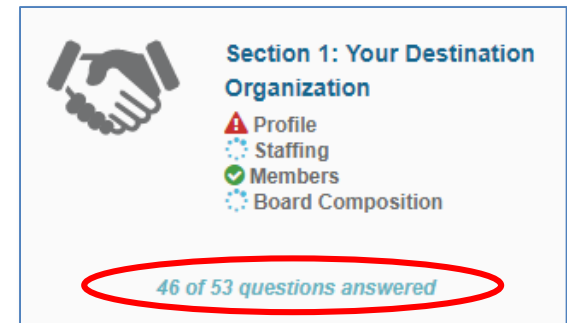 Section 1: Your Destination
Organization
Profile
Staffing
Members
Board Composition
46 of 53 questions answered